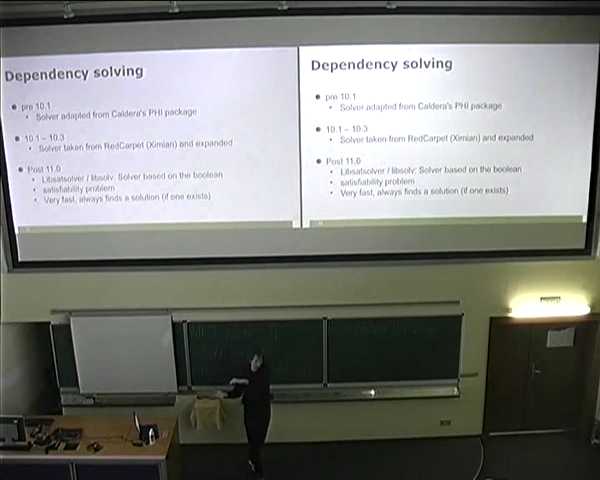 Dependency solving
pre 10.1
Solver adapted from Caldera's PHI package
10.1 – 10.3
Solver taken from RedCarpet (Ximian) and expanded
Post 11.0
Libsatsolver / libsolv: Solver based on the boolean
satisfiability problem
Very fast, always finds a solution (if one exists)
Dependency solving
pre 10.1
Solver adapted from Caldera's PHI package
10.1 – 10.3
Solver taken from RedCarpet (Ximian) and expanded
Post 11.0
Libsatsolver / libsolv: Solver based on the boolean
satisfiability problem
Very fast, always finds a solution (if one exists)